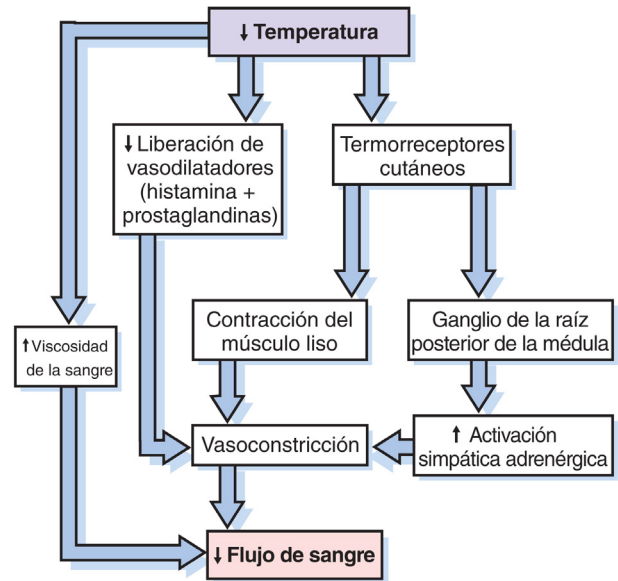 ↓ Temperatura
↓ Liberación de
vasodilatadores
(histamina +
prostaglandinas)
Termorreceptores
cutáneos
Contracción del
músculo liso
Ganglio de la raíz
posterior de la médula
↑ Viscosidad
de la sangre
Vasoconstricción
↑ Activación
simpática adrenérgica
↓ Flujo de sangre